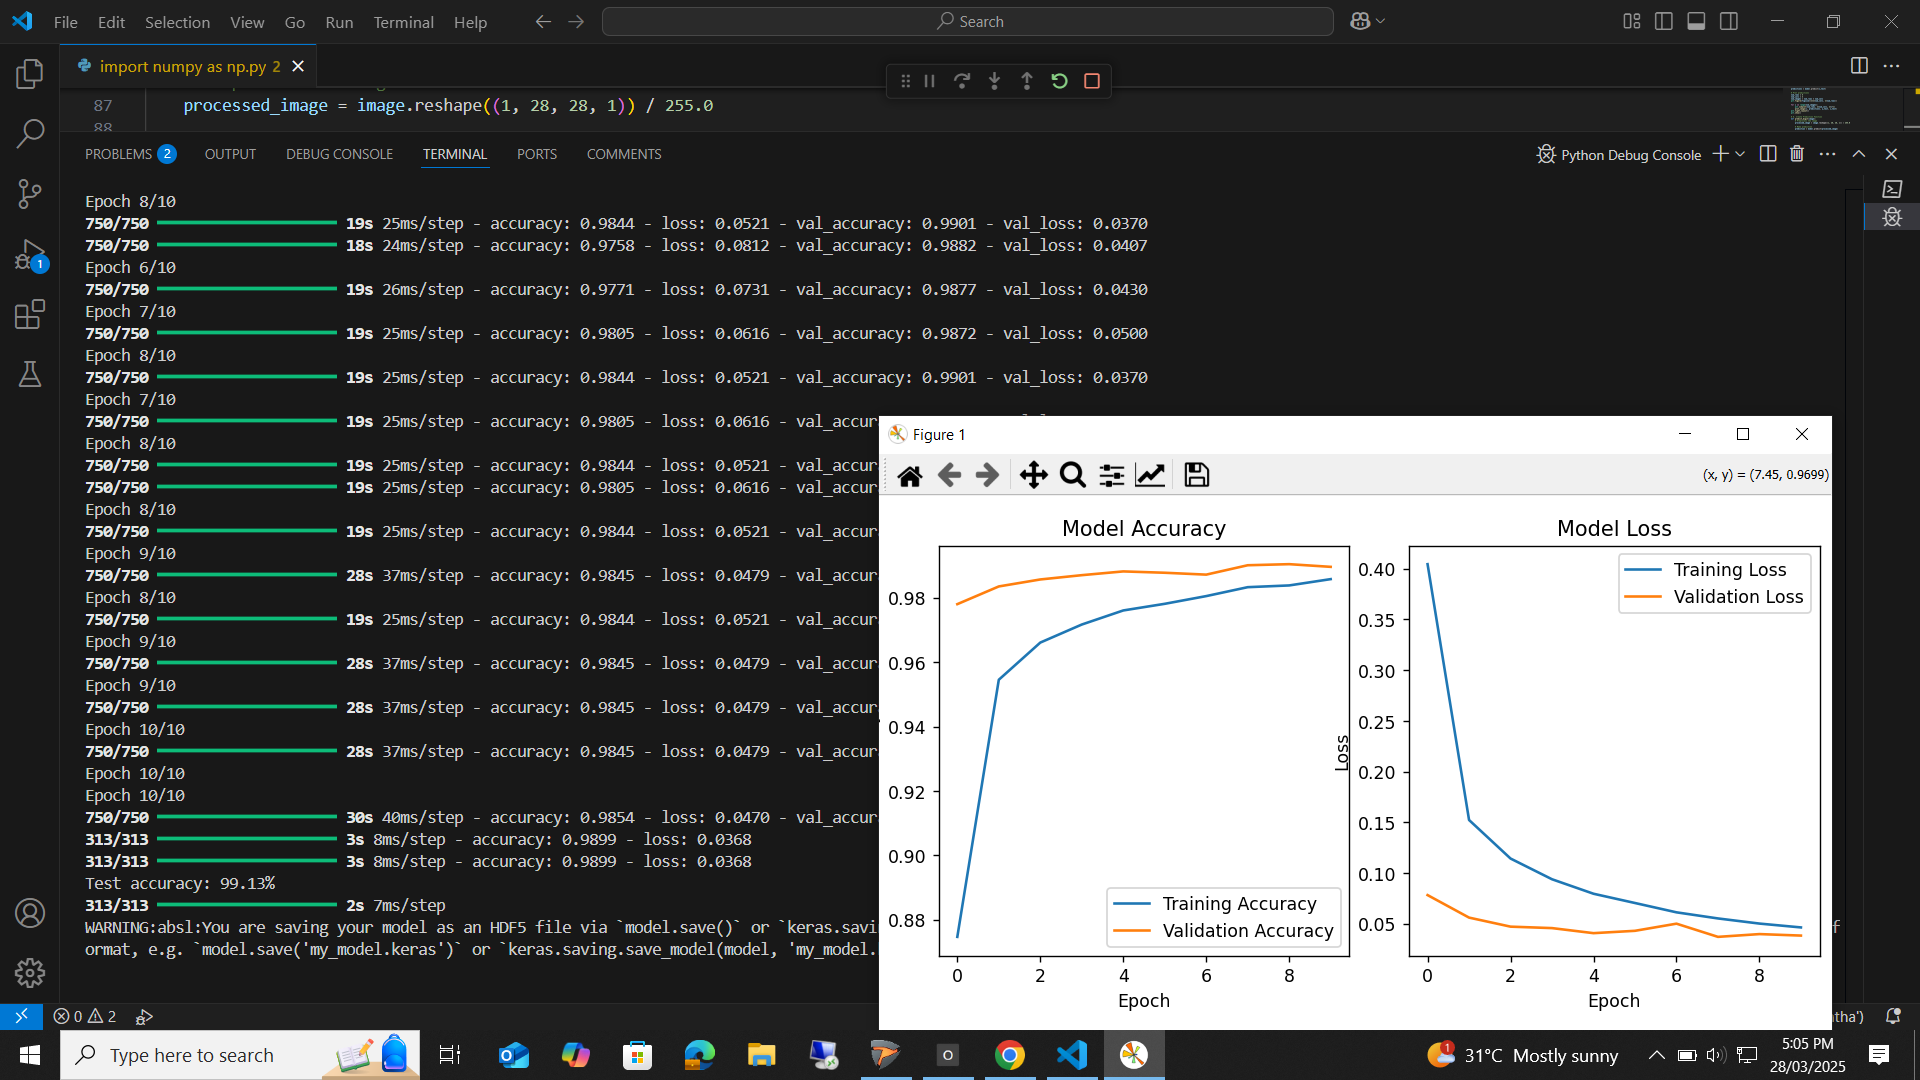 File Edit Selection View Go Run Terminal Help
Search
import numpy as np.py 2
87 processed_image = image.reshape((1, 28, 28, 1)) / 255.0
88
PROBLEMS 2 OUTPUT DEBUG CONSOLE TERMINAL PORTS COMMENTS
Python Debug Console
Epoch 8/10
750/750 19s 25ms/step - accuracy: 0.9844 - loss: 0.0521 - val_accuracy: 0.9901 - val_loss: 0.0370
750/750 18s 24ms/step - accuracy: 0.9758 - loss: 0.0812 - val_accuracy: 0.9882 - val_loss: 0.0407
Epoch 6/10
750/750 19s 26ms/step - accuracy: 0.9771 - loss: 0.0731 - val_accuracy: 0.9877 - val_loss: 0.0430
Epoch 7/10
750/750 19s 25ms/step - accuracy: 0.9805 - loss: 0.0616 - val_accuracy: 0.9872 - val_loss: 0.0500
Epoch 8/10
750/750 19s 25ms/step - accuracy: 0.9844 - loss: 0.0521 - val_accuracy: 0.9901 - val_loss: 0.0370
Epoch 7/10
750/750 19s 25ms/step - accuracy: 0.9805 - loss: 0.0616 - val_accu
Epoch 8/10
750/750 19s 25ms/step - accuracy: 0.9844 - loss: 0.0521 - val_accu
750/750 19s 25ms/step - accuracy: 0.9805 - loss: 0.0616 - val_accu
Epoch 8/10
750/750 19s 25ms/step - accuracy: 0.9844 - loss: 0.0521 - val_accu
Epoch 9/10
750/750 28s 37ms/step - accuracy: 0.9845 - loss: 0.0479 - val_accu
Epoch 8/10
750/750 19s 25ms/step - accuracy: 0.9844 - loss: 0.0521 - val_accu
Epoch 9/10
750/750 28s 37ms/step - accuracy: 0.9845 - loss: 0.0479 - val_accu
Epoch 9/10
750/750 28s 37ms/step - accuracy: 0.9845 - loss: 0.0479 - val_accu
Epoch 10/10
750/750 28s 37ms/step - accuracy: 0.9845 - loss: 0.0479 - val_accu
Epoch 10/10
Epoch 10/10
750/750 30s 40ms/step - accuracy: 0.9854 - loss: 0.0470 - val_accu
313/313 3s 8ms/step - accuracy: 0.9899 - loss: 0.0368
313/313 3s 8ms/step - accuracy: 0.9899 - loss: 0.0368
Test accuracy: 99.13%
313/313 2s 7ms/step
WARNING:absl:You are saving your model as an HDF5 file via `model.save()` or `keras.savi
ormat, e.g. `model.save('my_model.keras')` or `keras.saving.save_model(model, 'my_model.
Figure 1
(x, y) = (7.45, 0.9699)
Model Accuracy
0.98
0.96
0.94
0.92
0.90
0.88
Training Accuracy
Validation Accuracy
0 2 4 6 8
Epoch
Model Loss
Training Loss
Validation Loss
Loss
0.40
0.35
0.30
0.25
0.20
0.15
0.10
0.05
0 2 4 6 8
Epoch
0 2
tha')
1
Type here to search
1 31°C Mostly sunny
5:05 PM
28/03/2025